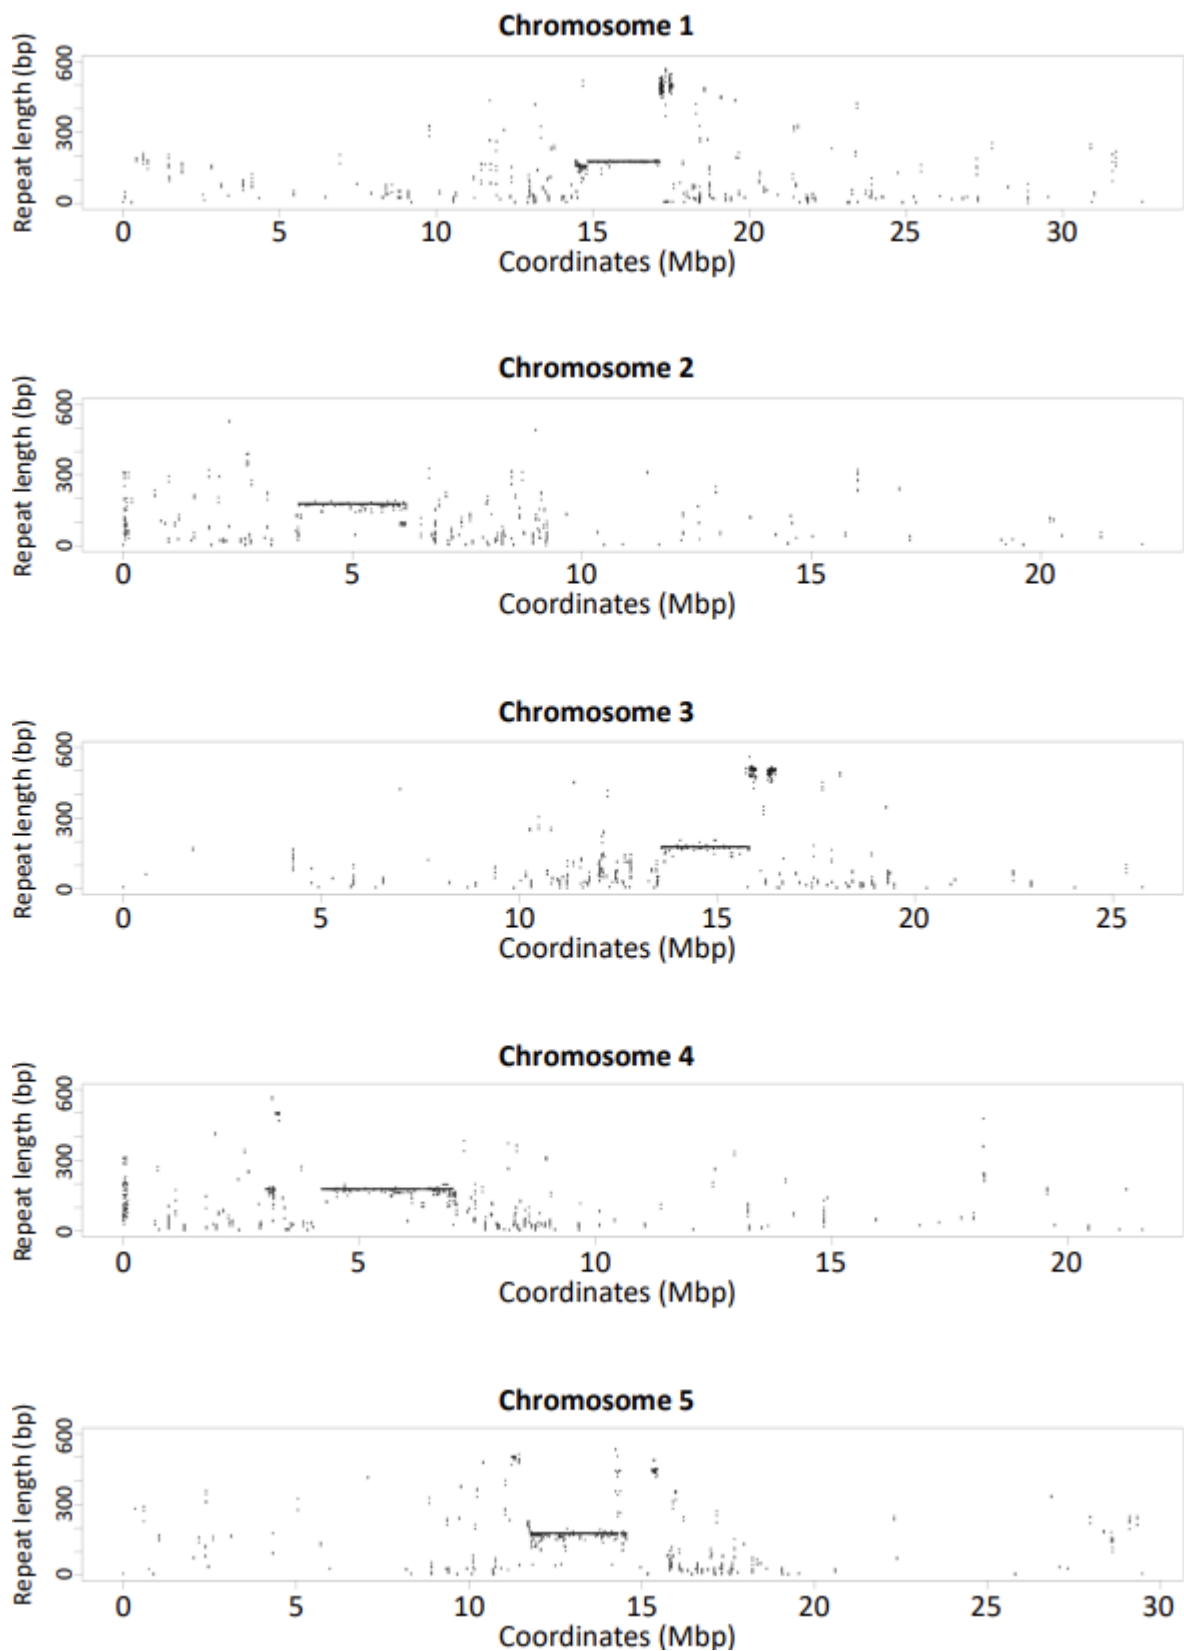 Chromosome 1
Repeat length (bp)
600
300
0
0 5 10 15 20 25 30
Coordinates (Mbp)
Chromosome 2
Repeat length (bp)
600
300
0
0 5 10 15 20
Coordinates (Mbp)
Chromosome 3
Repeat length (bp)
600
300
0
0 5 10 15 20 25
Coordinates (Mbp)
Chromosome 4
Repeat length (bp)
600
300
0
0 5 10 15 20
Coordinates (Mbp)
Chromosome 5
Repeat length (bp)
600
300
0
0 5 10 15 20 25 30
Coordinates (Mbp)